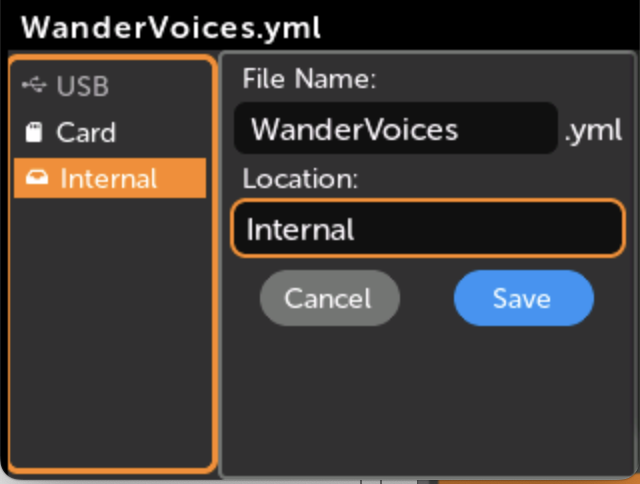 WanderVoices.yml
USB
Card
Internal
File Name:
WanderVoices .yml
Location:
Internal
Cancel Save